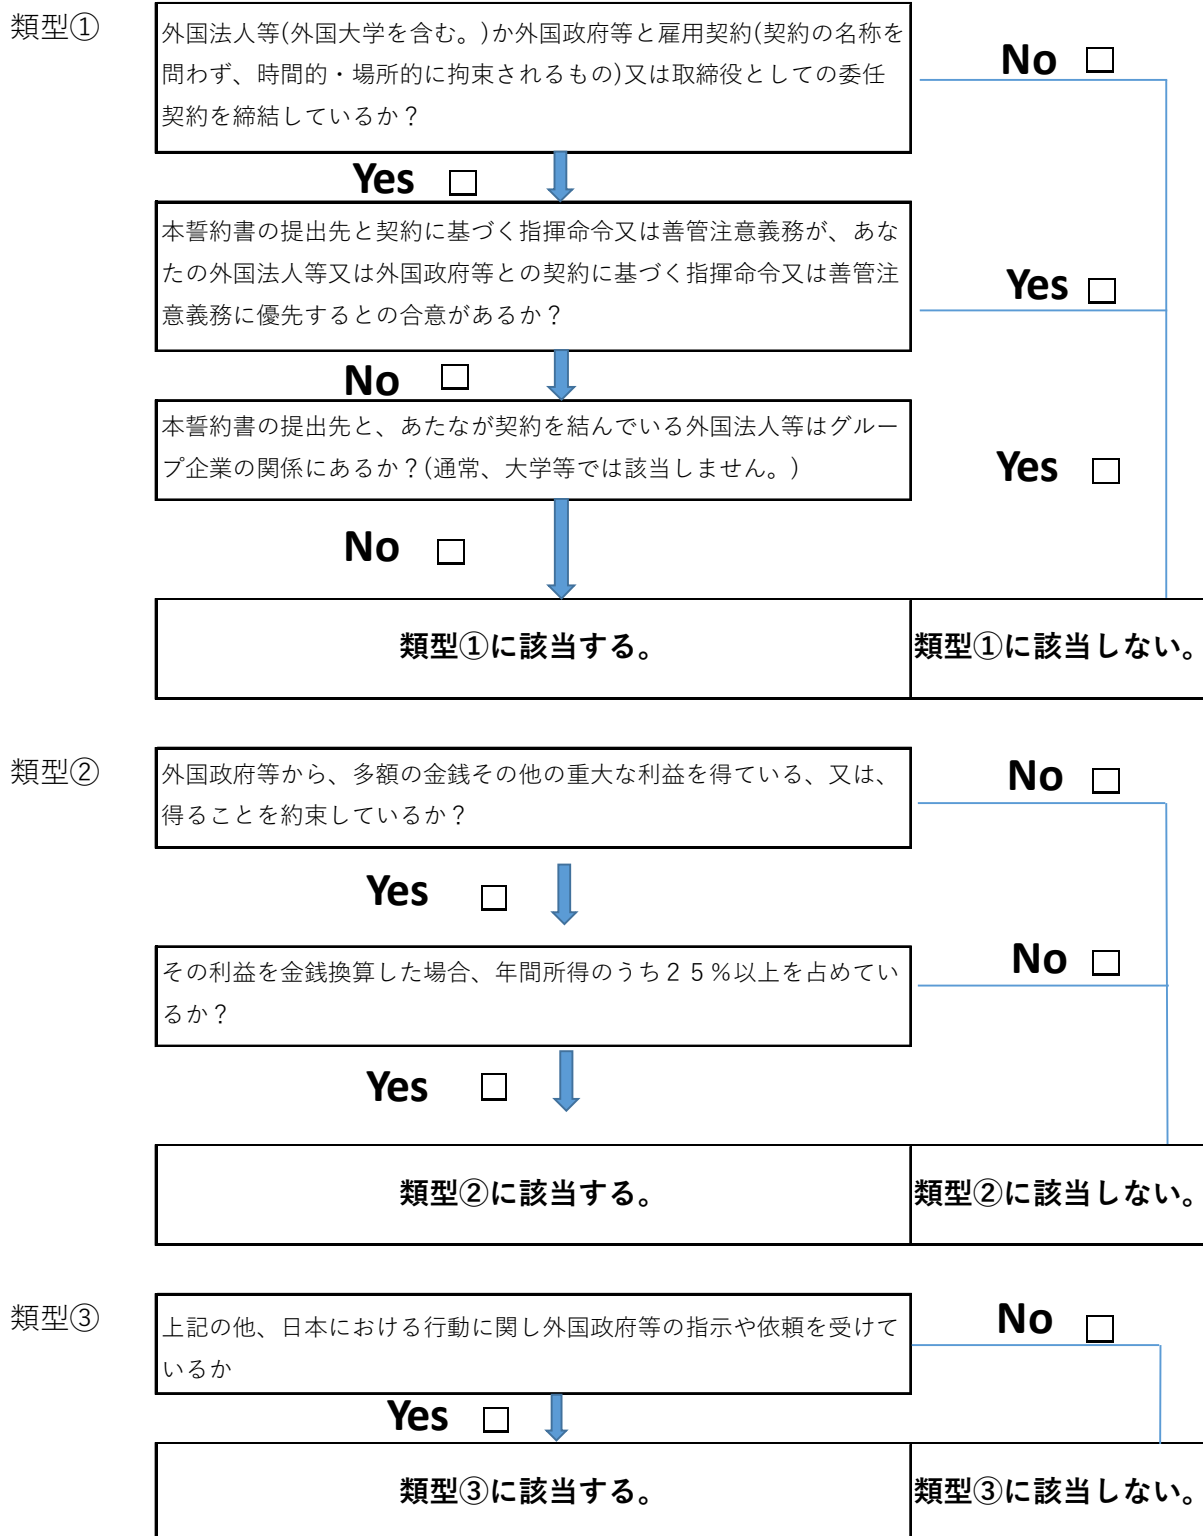 類型①
外国法人等(外国大学を含む。)か外国政府等と雇用契約(契約の名称を
問わず、時間的・場所的に拘束されるもの)又は取締役としての委任
契約を締結しているか？
No □
Yes □
本誓約書の提出先と契約に基づく指揮命令又は善管注意義務が、あな
たの外国法人等又は外国政府等との契約に基づく指揮命令又は善管注
意義務に優先するとの合意があるか？
Yes □
No □
本誓約書の提出先と、あたなが契約を結んでいる外国法人等はグルー
プ企業の関係にあるか？(通常、大学等では該当しません。)
Yes □
No □
類型①に該当する。
類型①に該当しない。
類型②
外国政府等から、多額の金銭その他の重大な利益を得ている、又は、
得ることを約束しているか？
No □
Yes □
その利益を金銭換算した場合、年間所得のうち２５%以上を占めてい
るか？
No □
Yes □
類型②に該当する。
類型②に該当しない。
類型③
上記の他、日本における行動に関し外国政府等の指示や依頼を受けて
いるか
No □
Yes □
類型③に該当する。
類型③に該当しない。